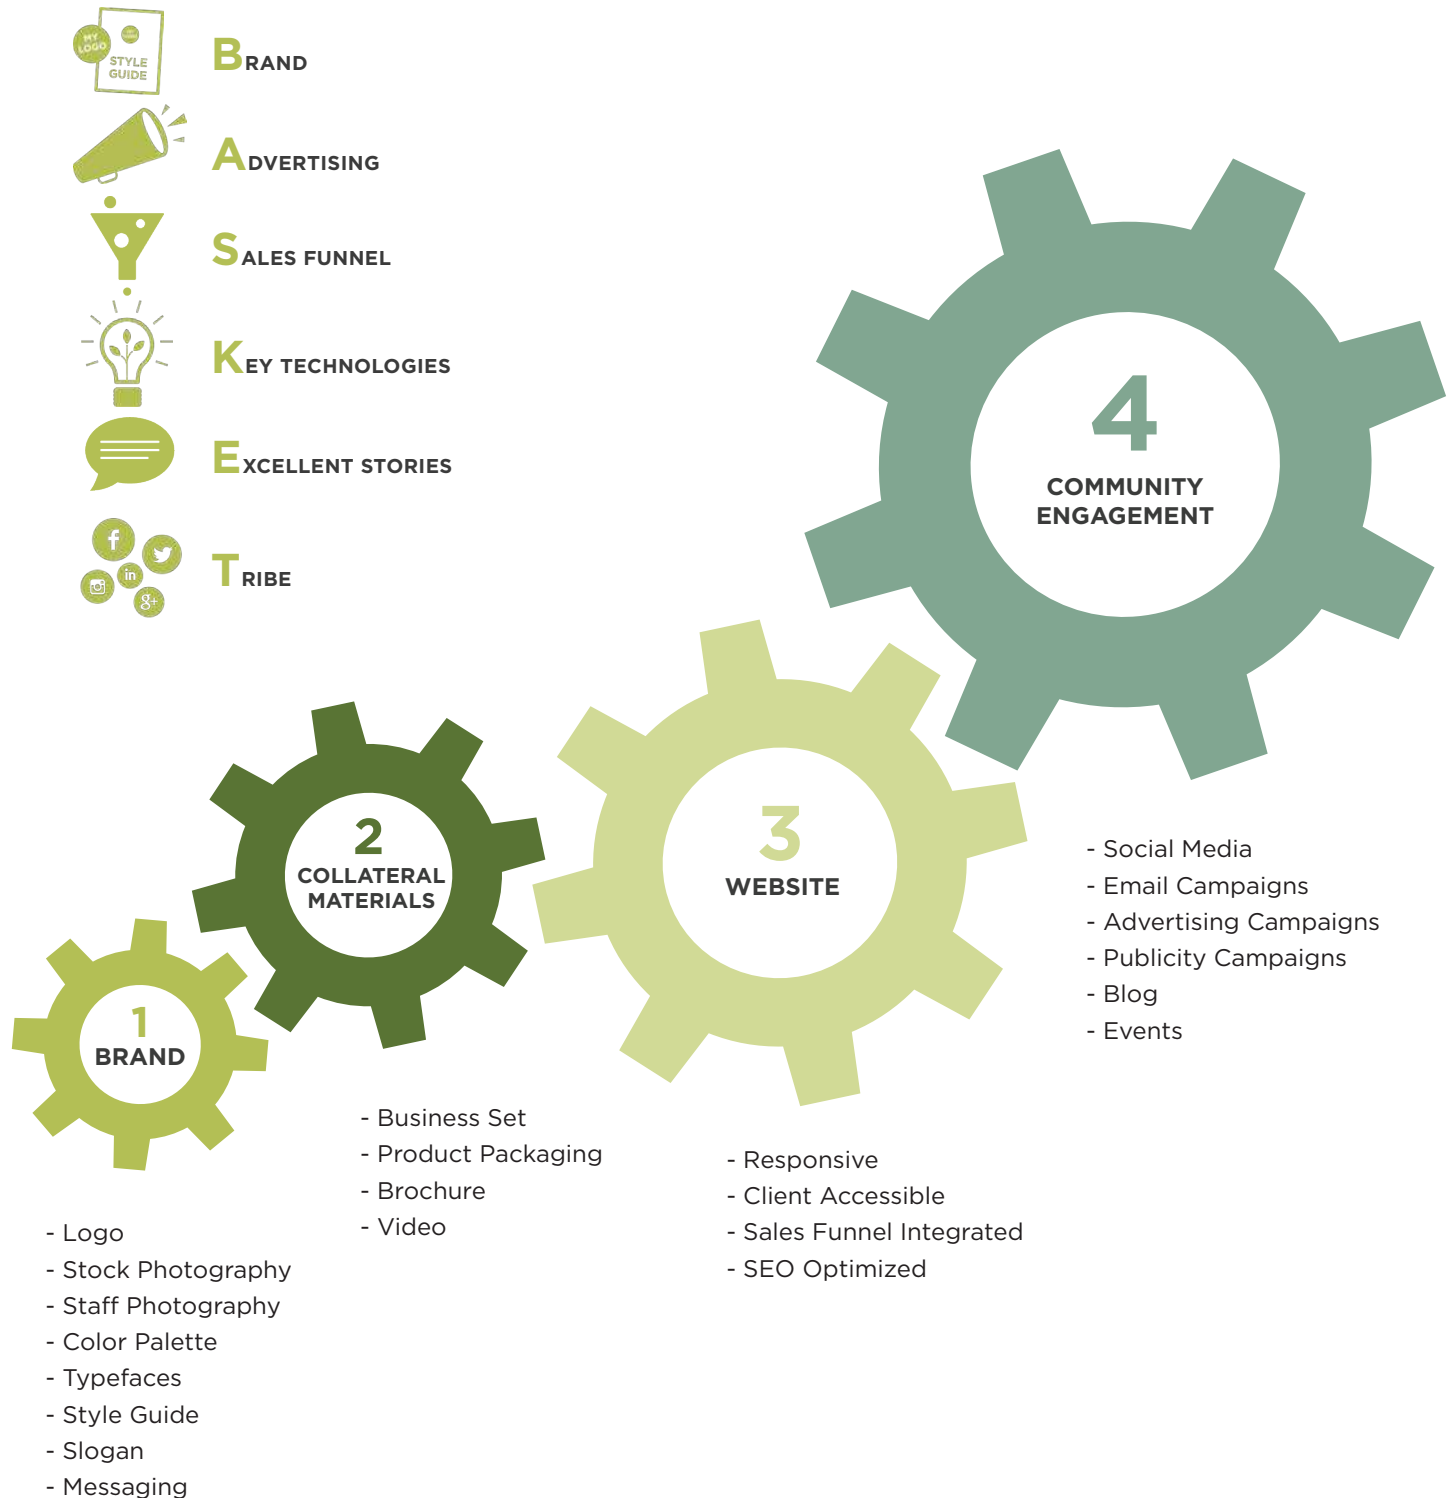 MY
LOGO
STYLE
GUIDE
BRAND
ADVERTISING
SALES FUNNEL
KEY TECHNOLOGIES
EXCELLENT STORIES
f
in
g+
TRIBE
4
COMMUNITY
ENGAGEMENT
3
WEBSITE
2
COLLATERAL
MATERIALS
1
BRAND
- Social Media
- Email Campaigns
- Advertising Campaigns
- Publicity Campaigns
- Blog
- Events
- Business Set
- Product Packaging
- Brochure
- Video
- Responsive
- Client Accessible
- Sales Funnel Integrated
- SEO Optimized
- Logo
- Stock Photography
- Staff Photography
- Color Palette
- Typefaces
- Style Guide
- Slogan
- Messaging